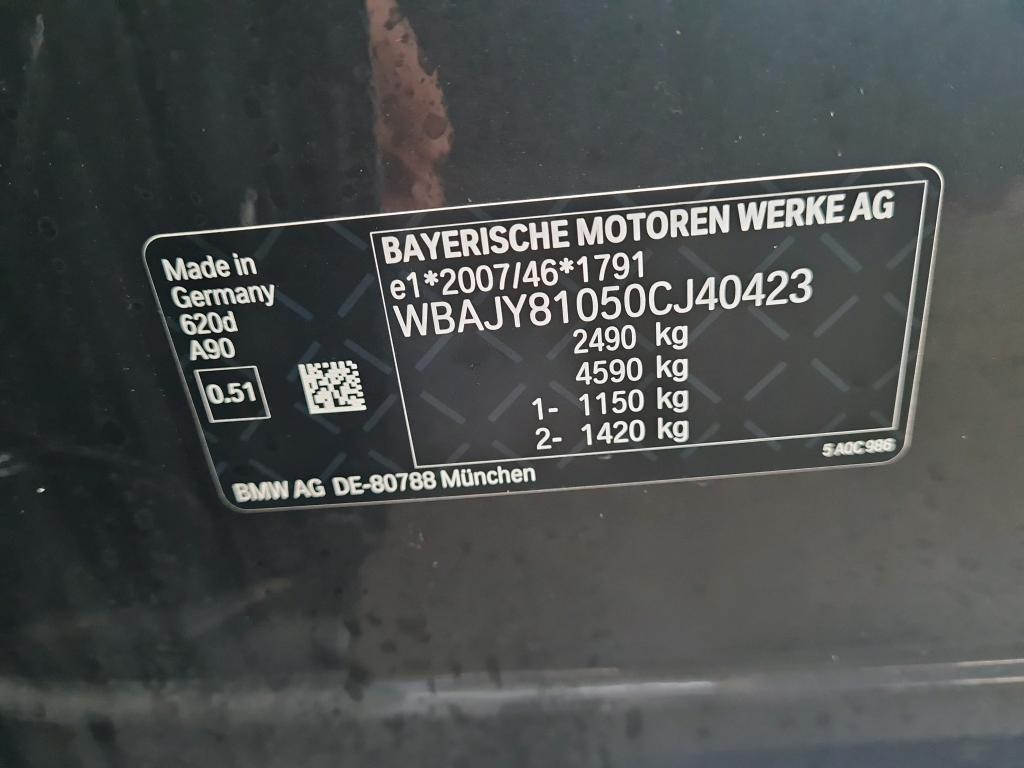 Made in
Germany
620d
A90
0.51
BAYERISCHE MOTOREN WERKE AG
e1*2007/46*1791
WBAJY81050CJ40423
2490 kg
4590 kg
1- 1150 kg
2- 1420 kg
5A0C986
BMW AG DE-80788 München